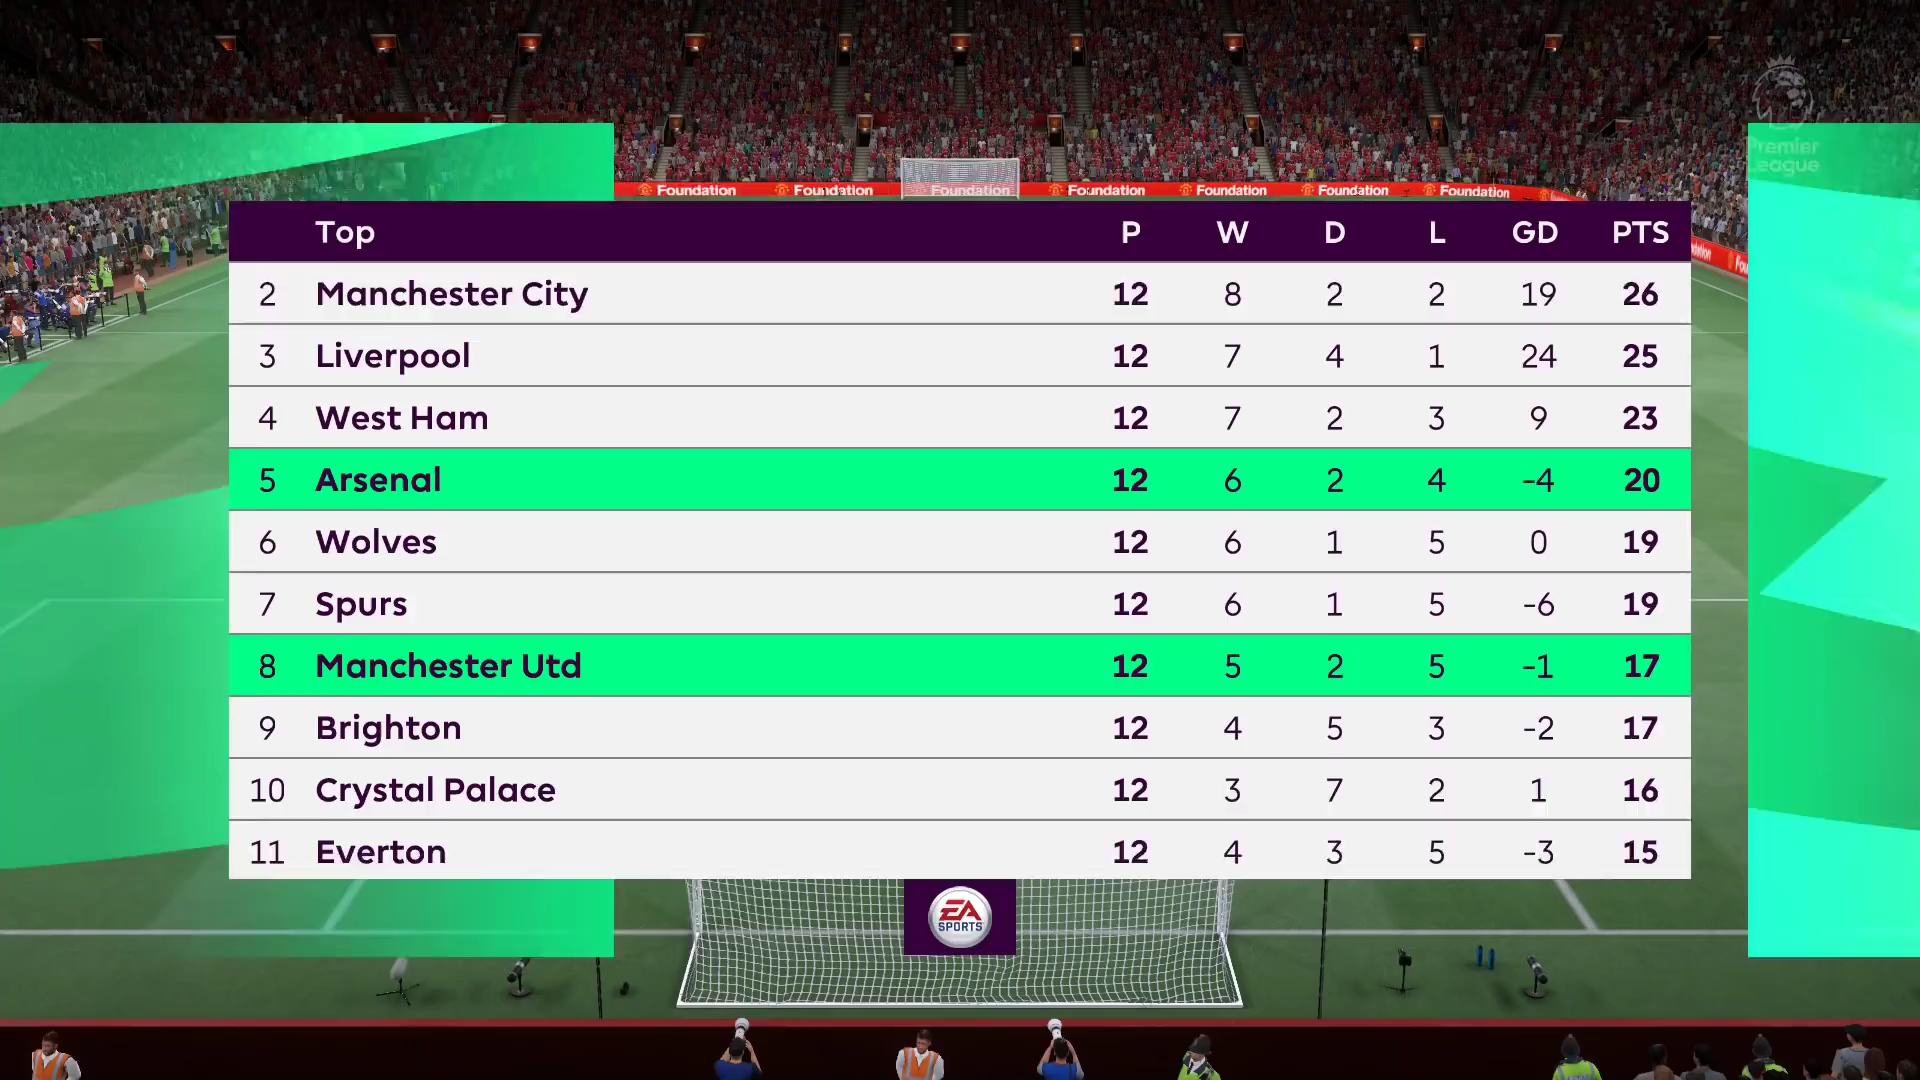 Premier
League
Foundation Foundation Foundation Foundation Foundation Foundation Foundation
Top P W D L GD PTS
2 Manchester City 12 8 2 2 19 26
3 Liverpool 12 7 4 1 24 25
4 West Ham 12 7 2 3 9 23
5 Arsenal 12 6 2 4 -4 20
6 Wolves 12 6 1 5 0 19
7 Spurs 12 6 1 5 -6 19
8 Manchester Utd 12 5 2 5 -1 17
9 Brighton 12 4 5 3 -2 17
10 Crystal Palace 12 3 7 2 1 16
11 Everton 12 4 3 5 -3 15
EA
SPORTS